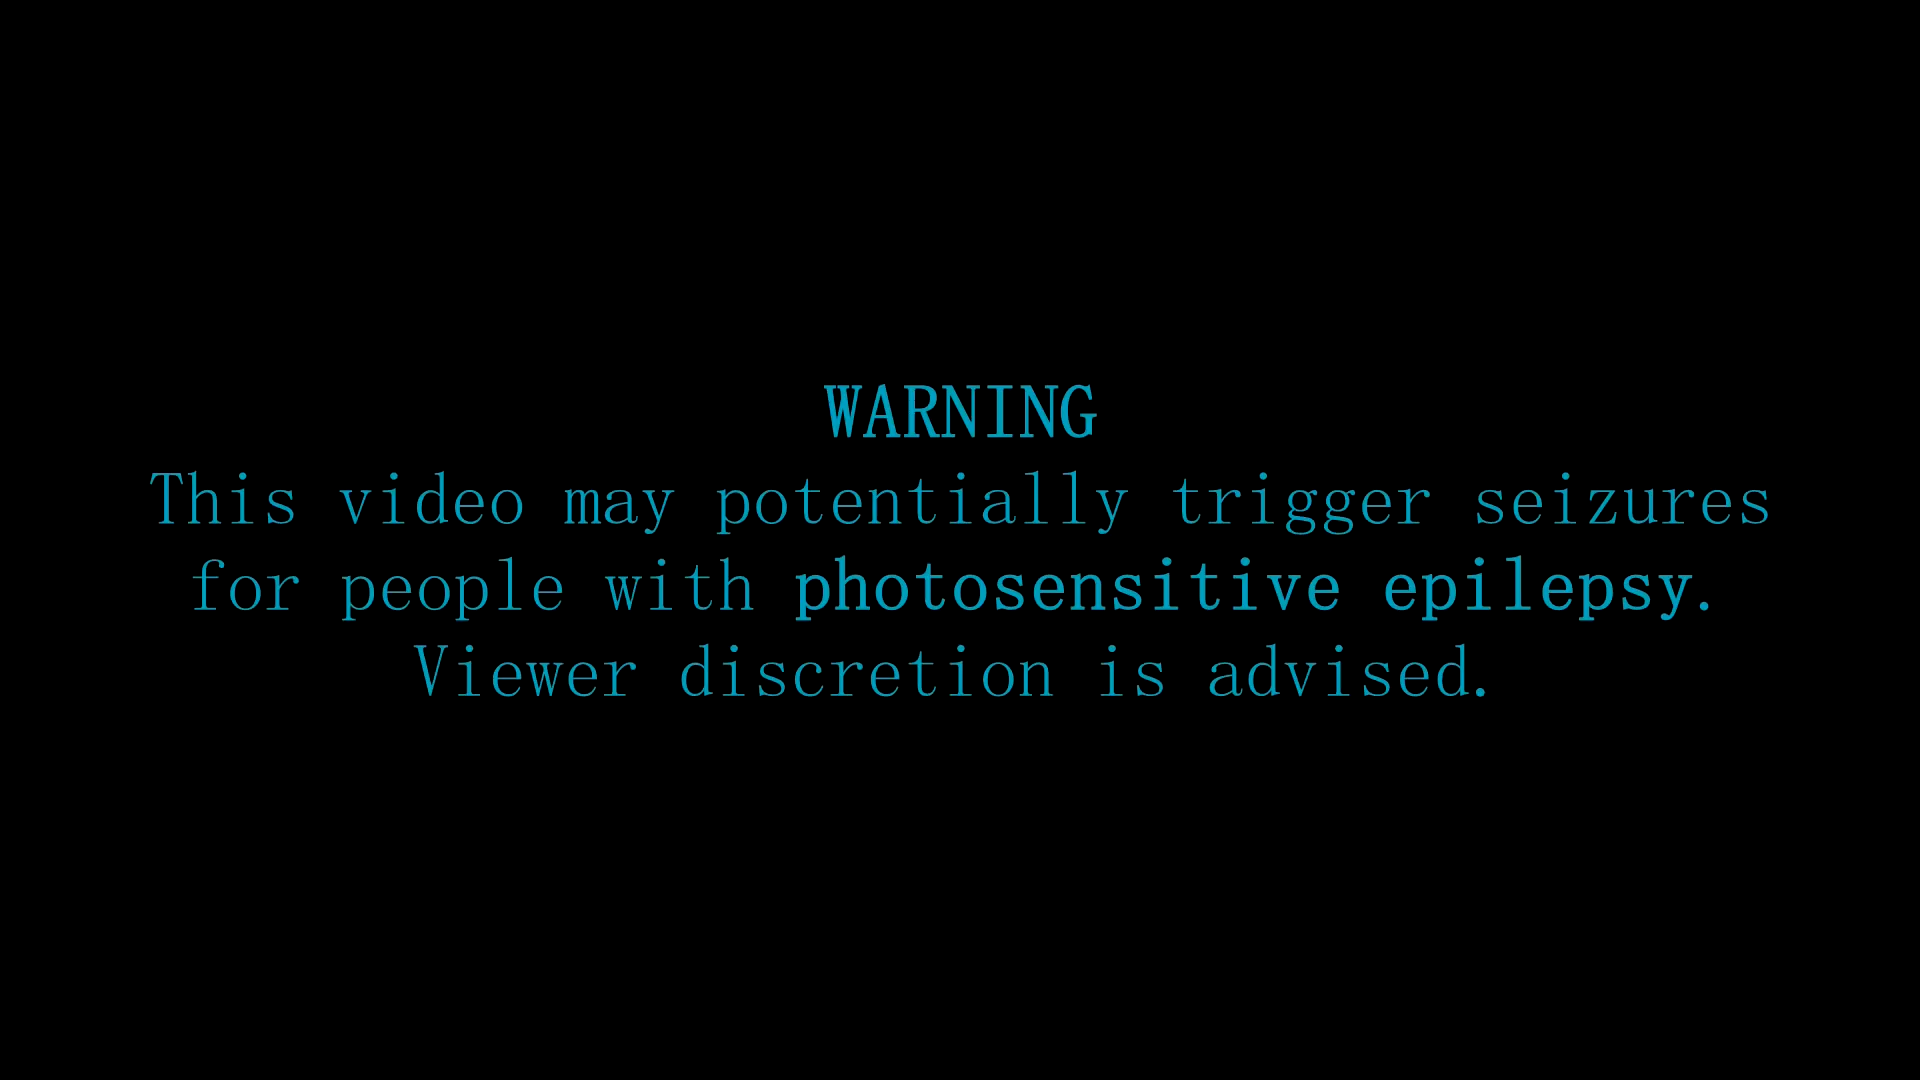 WARNING
This video may potentially trigger seizures
for people with photosensitive epilepsy.
Viewer discretion is advised.